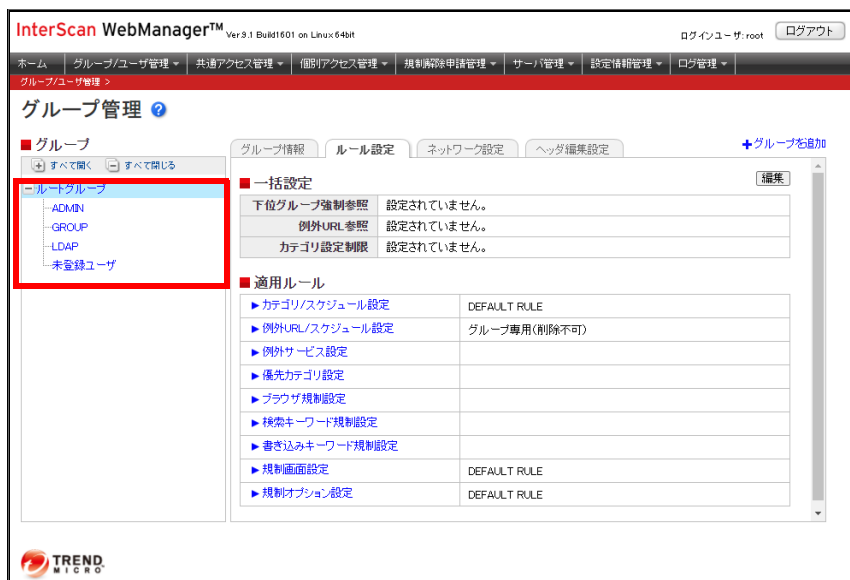 InterScan WebManager™ Ver.9.1 Build1601 on Linux64bit ログインユーザ:root ログアウト
ホーム グループ/ユーザ管理 共通アクセス管理 個別アクセス管理 規制解除申請管理 サーバ管理 設定情報管理 ログ管理
グループ/ユーザ管理 >
グループ管理 ?
グループ
すべて開く すべて閉じる
ルートグループ
ADMIN
GROUP
LDAP
未登録ユーザ
グループ情報 ルール設定 ネットワーク設定 ヘッダ編集設定 +グループを追加
一括設定 編集
下位グループ強制参照 設定されていません。
例外URL参照 設定されていません。
カテゴリ設定制限 設定されていません。
適用ルール
カテゴリ/スケジュール設定 DEFAULT RULE
例外URL/スケジュール設定 グループ専用(削除不可)
例外サービス設定
優先カテゴリ設定
ブラウザ規制設定
検索キーワード規制設定
書き込みキーワード規制設定
規制画面設定 DEFAULT RULE
規制オプション設定 DEFAULT RULE
TREND
MICRO